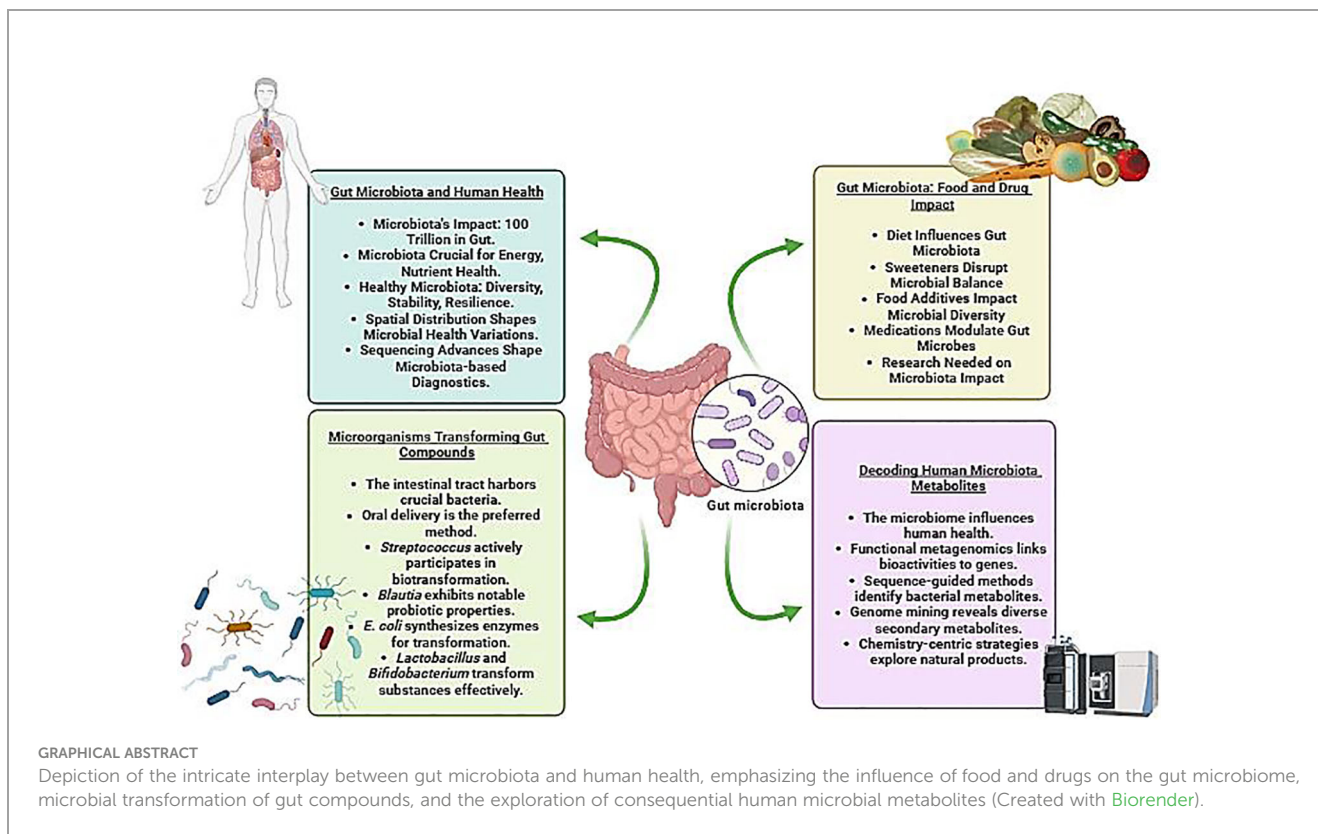 Gut Microbiota and Human Health
• Microbiota's Impact: 100
Trillion in Gut.
• Microbiota Crucial for Energy,
Nutrient Health.
• Healthy Microbiota: Diversity,
Stability, Resilience.
• Spatial Distribution Shapes
Microbial Health Variations.
• Sequencing Advances Shape
Microbiota-based
Diagnostics.
Gut Microbiota: Food and Drug
Impact
• Diet Influences Gut
Microbiota
• Sweeteners Disrupt
Microbial Balance
• Food Additives Impact
Microbial Diversity
• Medications Modulate Gut
Microbes
• Research Needed on
Microbiota Impact
Microorganisms Transforming Gut
Compounds
• The intestinal tract harbors
crucial bacteria.
• Oral delivery is the preferred
method.
• Streptococcus actively
participates in
biotransformation.
• Blautia exhibits notable
probiotic properties.
• E. coli synthesizes enzymes
for transformation.
• Lactobacillus and
Bifidobacterium transform
substances effectively.
Gut microbiota
Decoding Human Microbiota
Metabolites
• The microbiome influences
human health.
• Functional metagenomics links
bioactivities to genes.
• Sequence-guided methods
identify bacterial metabolites.
• Genome mining reveals diverse
secondary metabolites.
• Chemistry-centric strategies
explore natural products.
GRAPHICAL ABSTRACT
Depiction of the intricate interplay between gut microbiota and human health, emphasizing the influence of food and drugs on the gut microbiome,
microbial transformation of gut compounds, and the exploration of consequential human microbial metabolites (Created with Biorender).